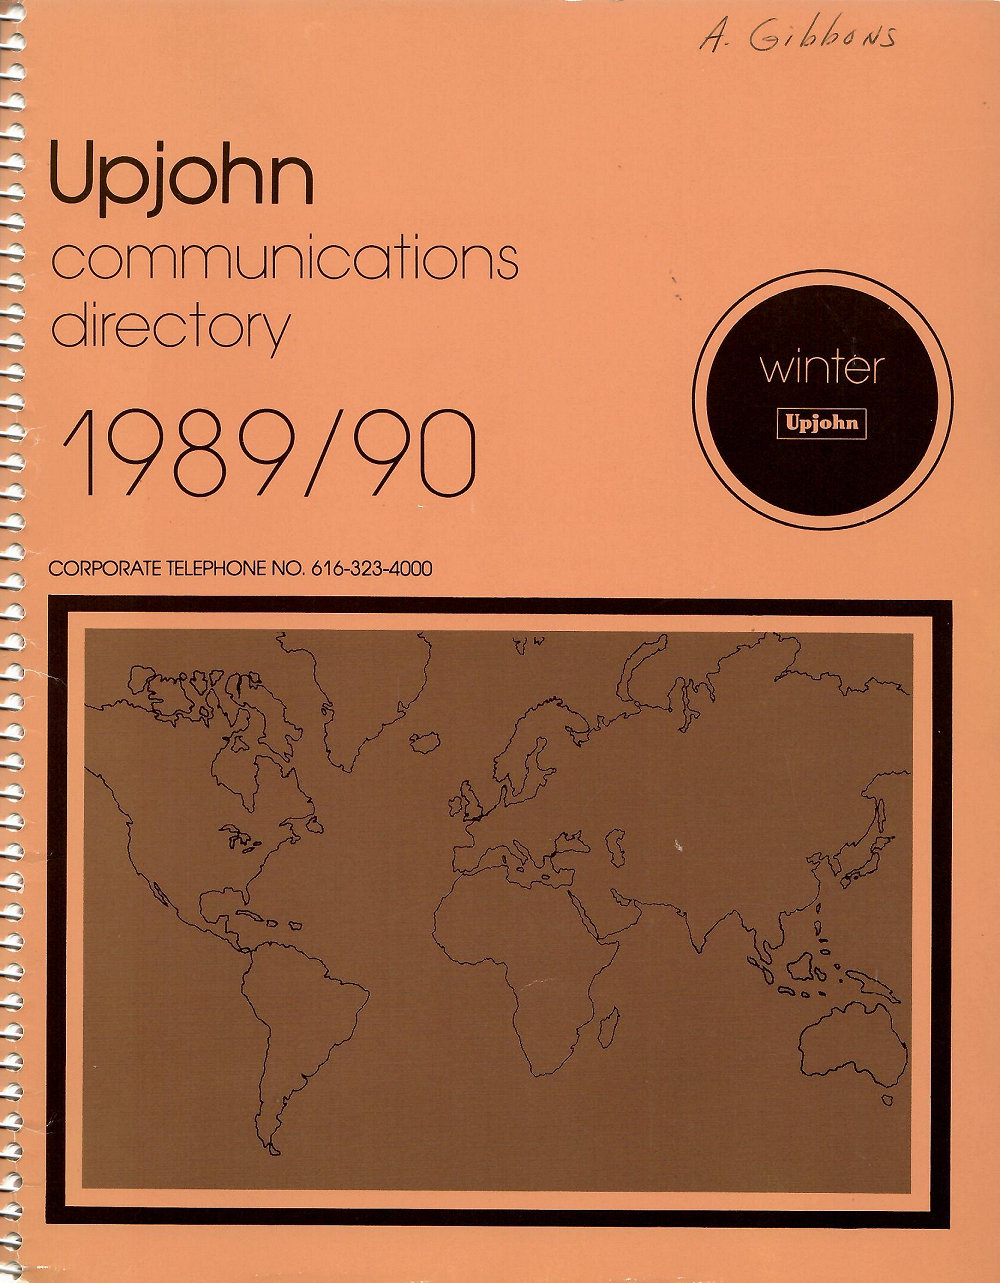 A. Gibbons
Upjohn
communications
directory
winter
Upjohn
1989/90
CORPORATE TELEPHONE NO. 616-323-4000